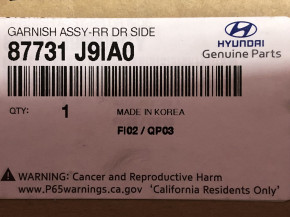 GARNISH ASSY-RR DR SIDE
87731 J9IA0
HYUNDAI
Genuine Parts
QTY: 1
MADE IN KOREA
FI02 / QP03
WARNING: Cancer and Reproductive Harm
www.P65warnings.ca.gov 'California Residents Only'